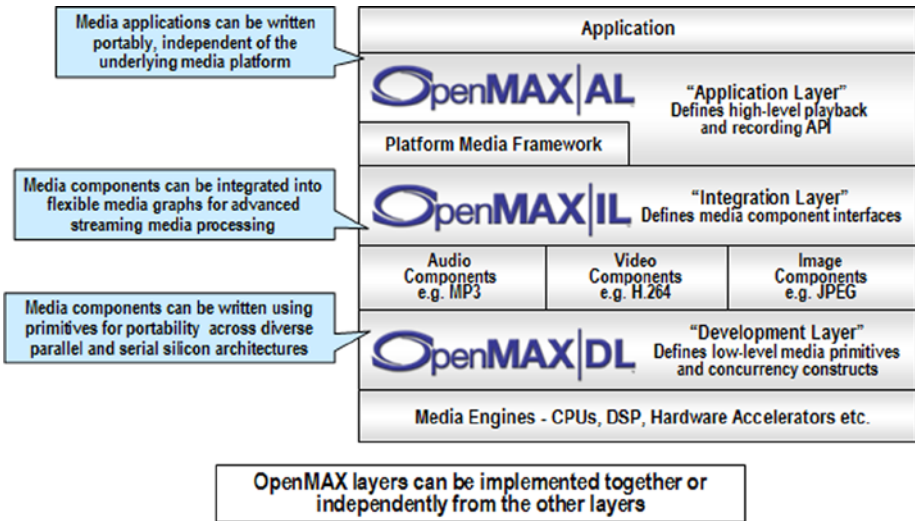 Media applications can be written
portably, independent of the
underlying media platform
Application
OpenMAX|AL
"Application Layer"
Defines high-level playback
and recording API
Platform Media Framework
Media components can be integrated into
flexible media graphs for advanced
streaming media processing
OpenMAX|IL
"Integration Layer"
Defines media component interfaces
Audio
Components
e.g. MP3
Video
Components
e.g. H.264
Image
Components
e.g. JPEG
Media components can be written using
primitives for portability across diverse
parallel and serial silicon architectures
OpenMAX|DL
"Development Layer"
Defines low-level media primitives
and concurrency constructs
Media Engines - CPUs, DSP, Hardware Accelerators etc.
OpenMAX layers can be implemented together or
independently from the other layers